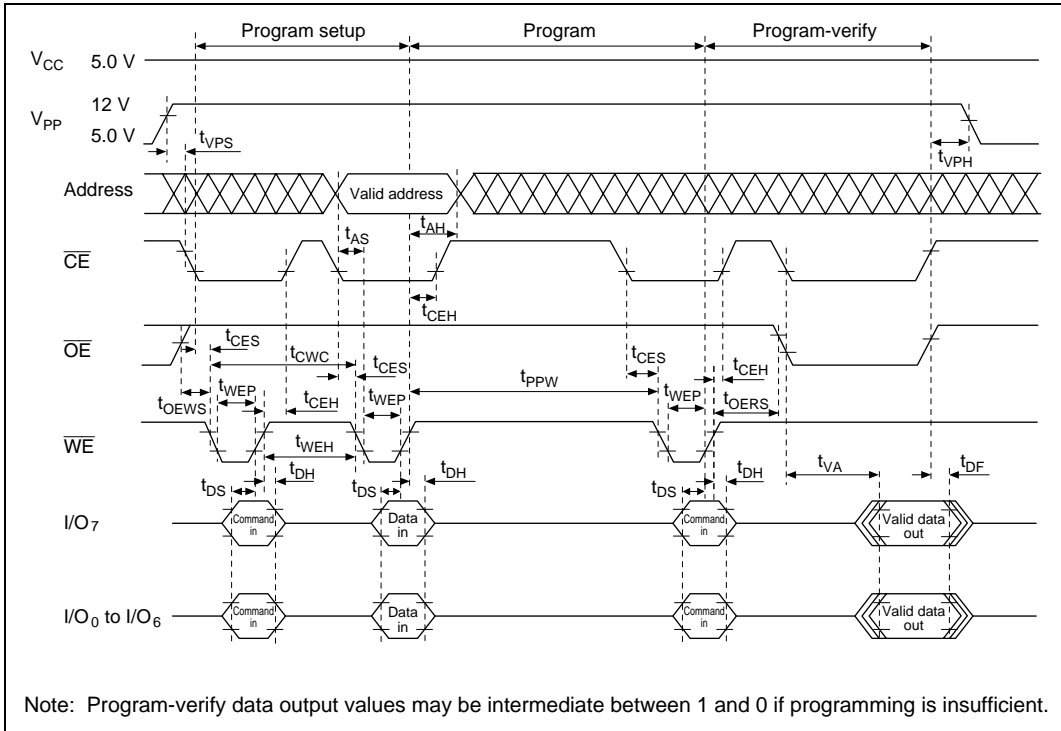 Program setup Program Program-verify
VCC 5.0 V
12 V
VPP
5.0 V
tVPS
tVPH
Address Valid address
tAS tAH
CE
tCEH
OE
tCES tCWC tCES tCES tCEH
tPPW
tOEWS tWEP tCEH tWEP tWEP tOERS
WE
tWEH
tVA
tDS tDH tDS tDH tDS tDH tDF
I/O7 Command in Data in Command in Valid data out
I/O0 to I/O6 Command in Data in Command in Valid data out
Note: Program-verify data output values may be intermediate between 1 and 0 if programming is insufficient.